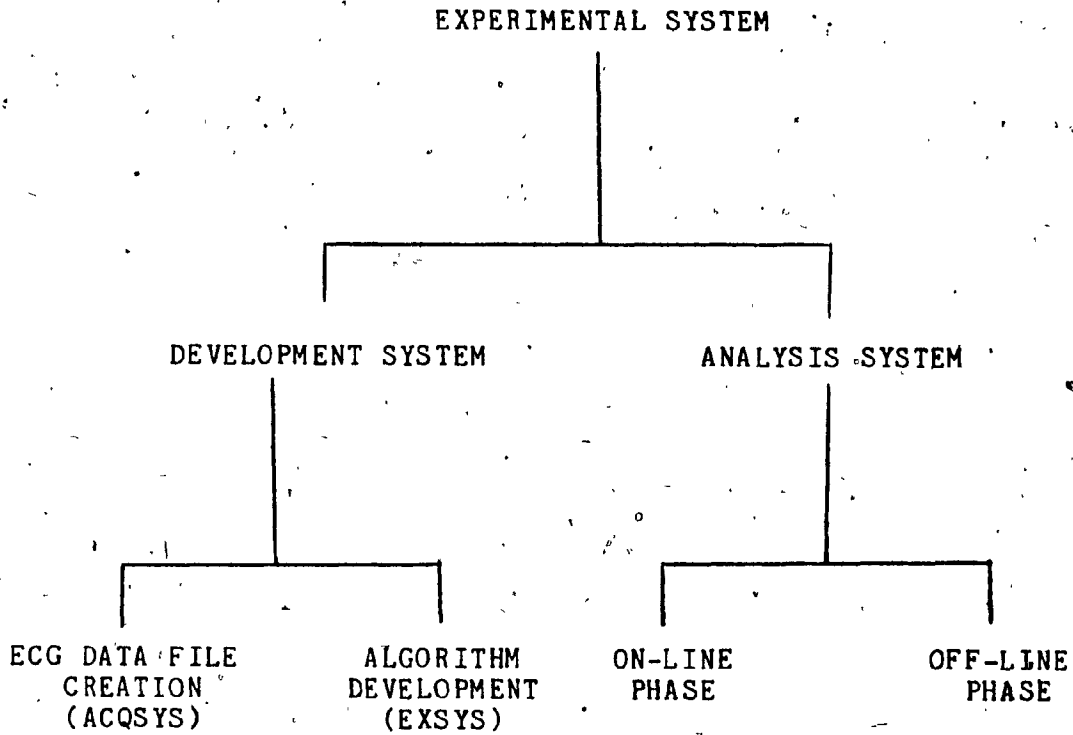 EXPERIMENTAL SYSTEM
DEVELOPMENT SYSTEM
ANALYSIS SYSTEM
ECG DATA FILE
CREATION
(ACQSYS)
ALGORITHM
DEVELOPMENT
(EXSYS)
ON-LINE
PHASE
OFF-LINE
PHASE